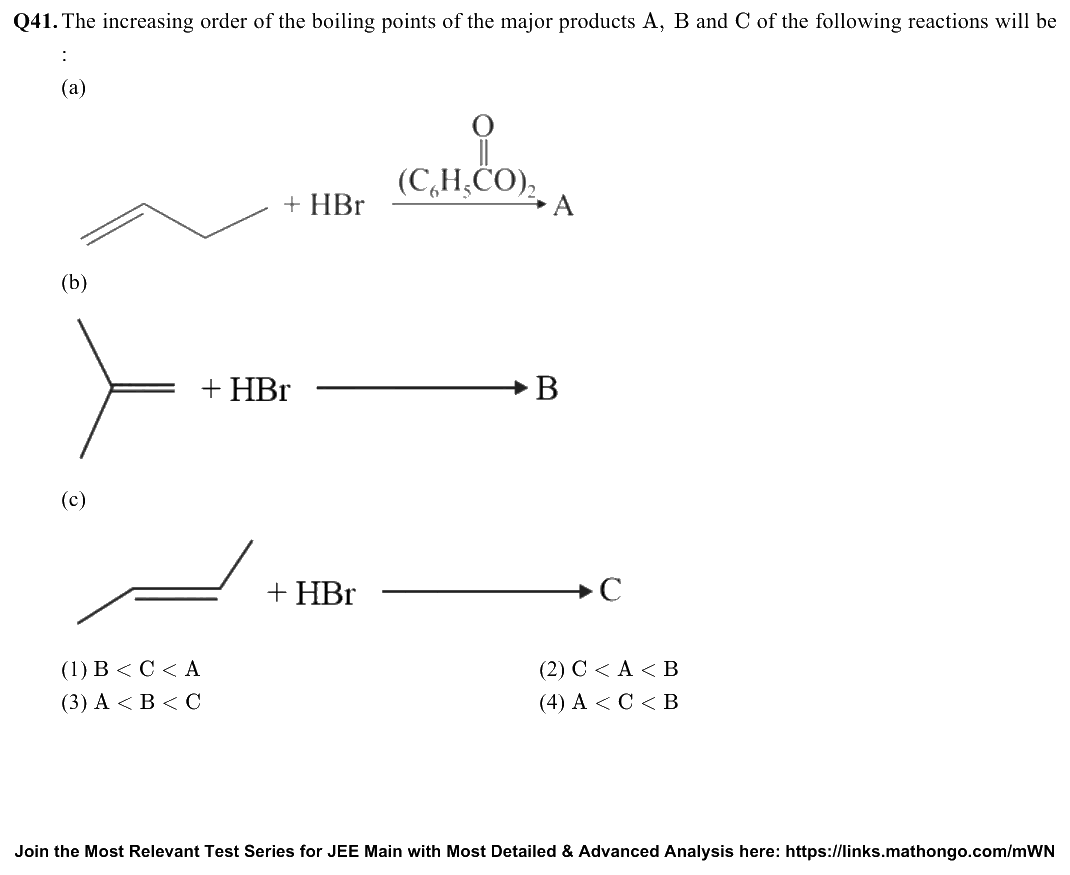 Q41. The increasing order of the boiling points of the major products A, B and C of the following reactions will be
:
(a)
O
||
(C₆H₅CO)₂
+ HBr → A
(b)
+ HBr → B
(c)
+ HBr → C
(1) B < C < A (2) C < A < B
(3) A < B < C (4) A < C < B
Join the Most Relevant Test Series for JEE Main with Most Detailed & Advanced Analysis here: https://links.mathongo.com/mWN